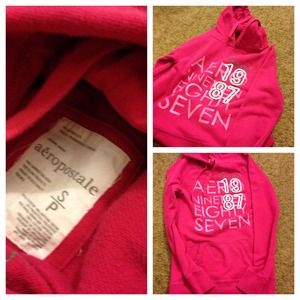 aéropostale
S/P
AER
19
NINE
87
EIGHTY
SEVEN
AER
19
NINE
87
EIGHTY
SEVEN